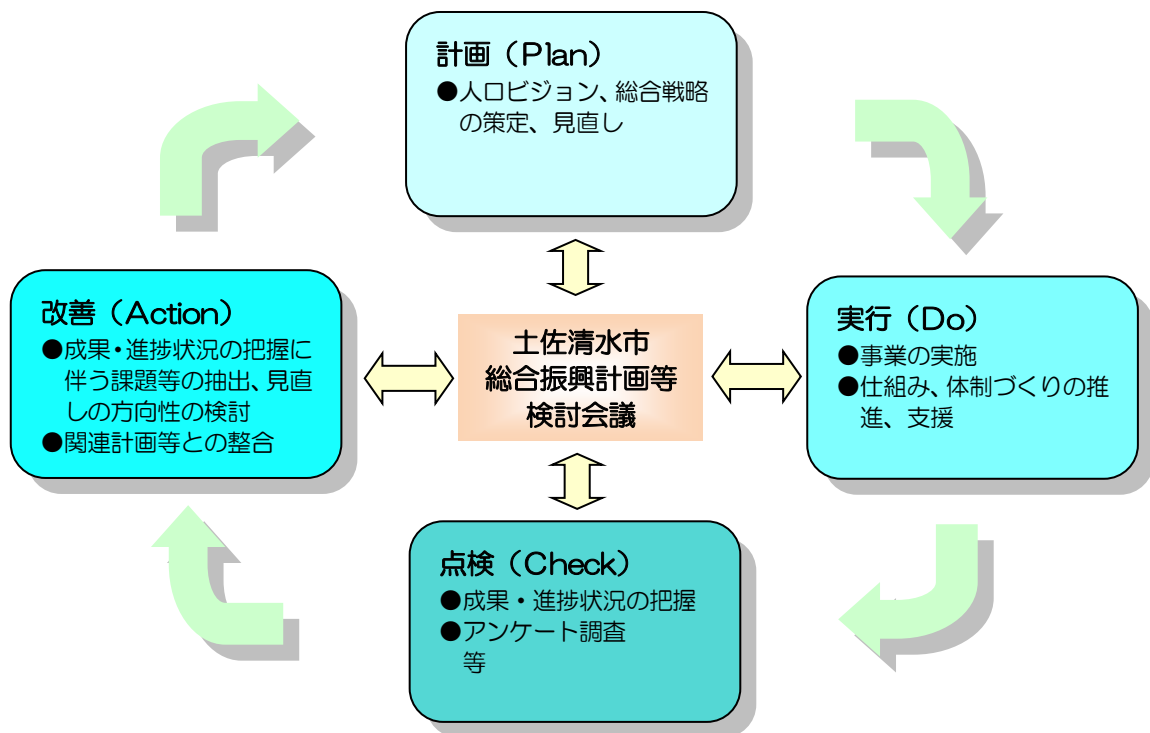 計画（Plan）
●人口ビジョン、総合戦略
の策定、見直し
改善（Action）
●成果・進捗状況の把握に
伴う課題等の抽出、見直
しの方向性の検討
●関連計画等との整合
土佐清水市
総合振興計画等
検討会議
実行（Do）
●事業の実施
●仕組み、体制づくりの推
進、支援
点検（Check）
●成果・進捗状況の把握
●アンケート調査
等